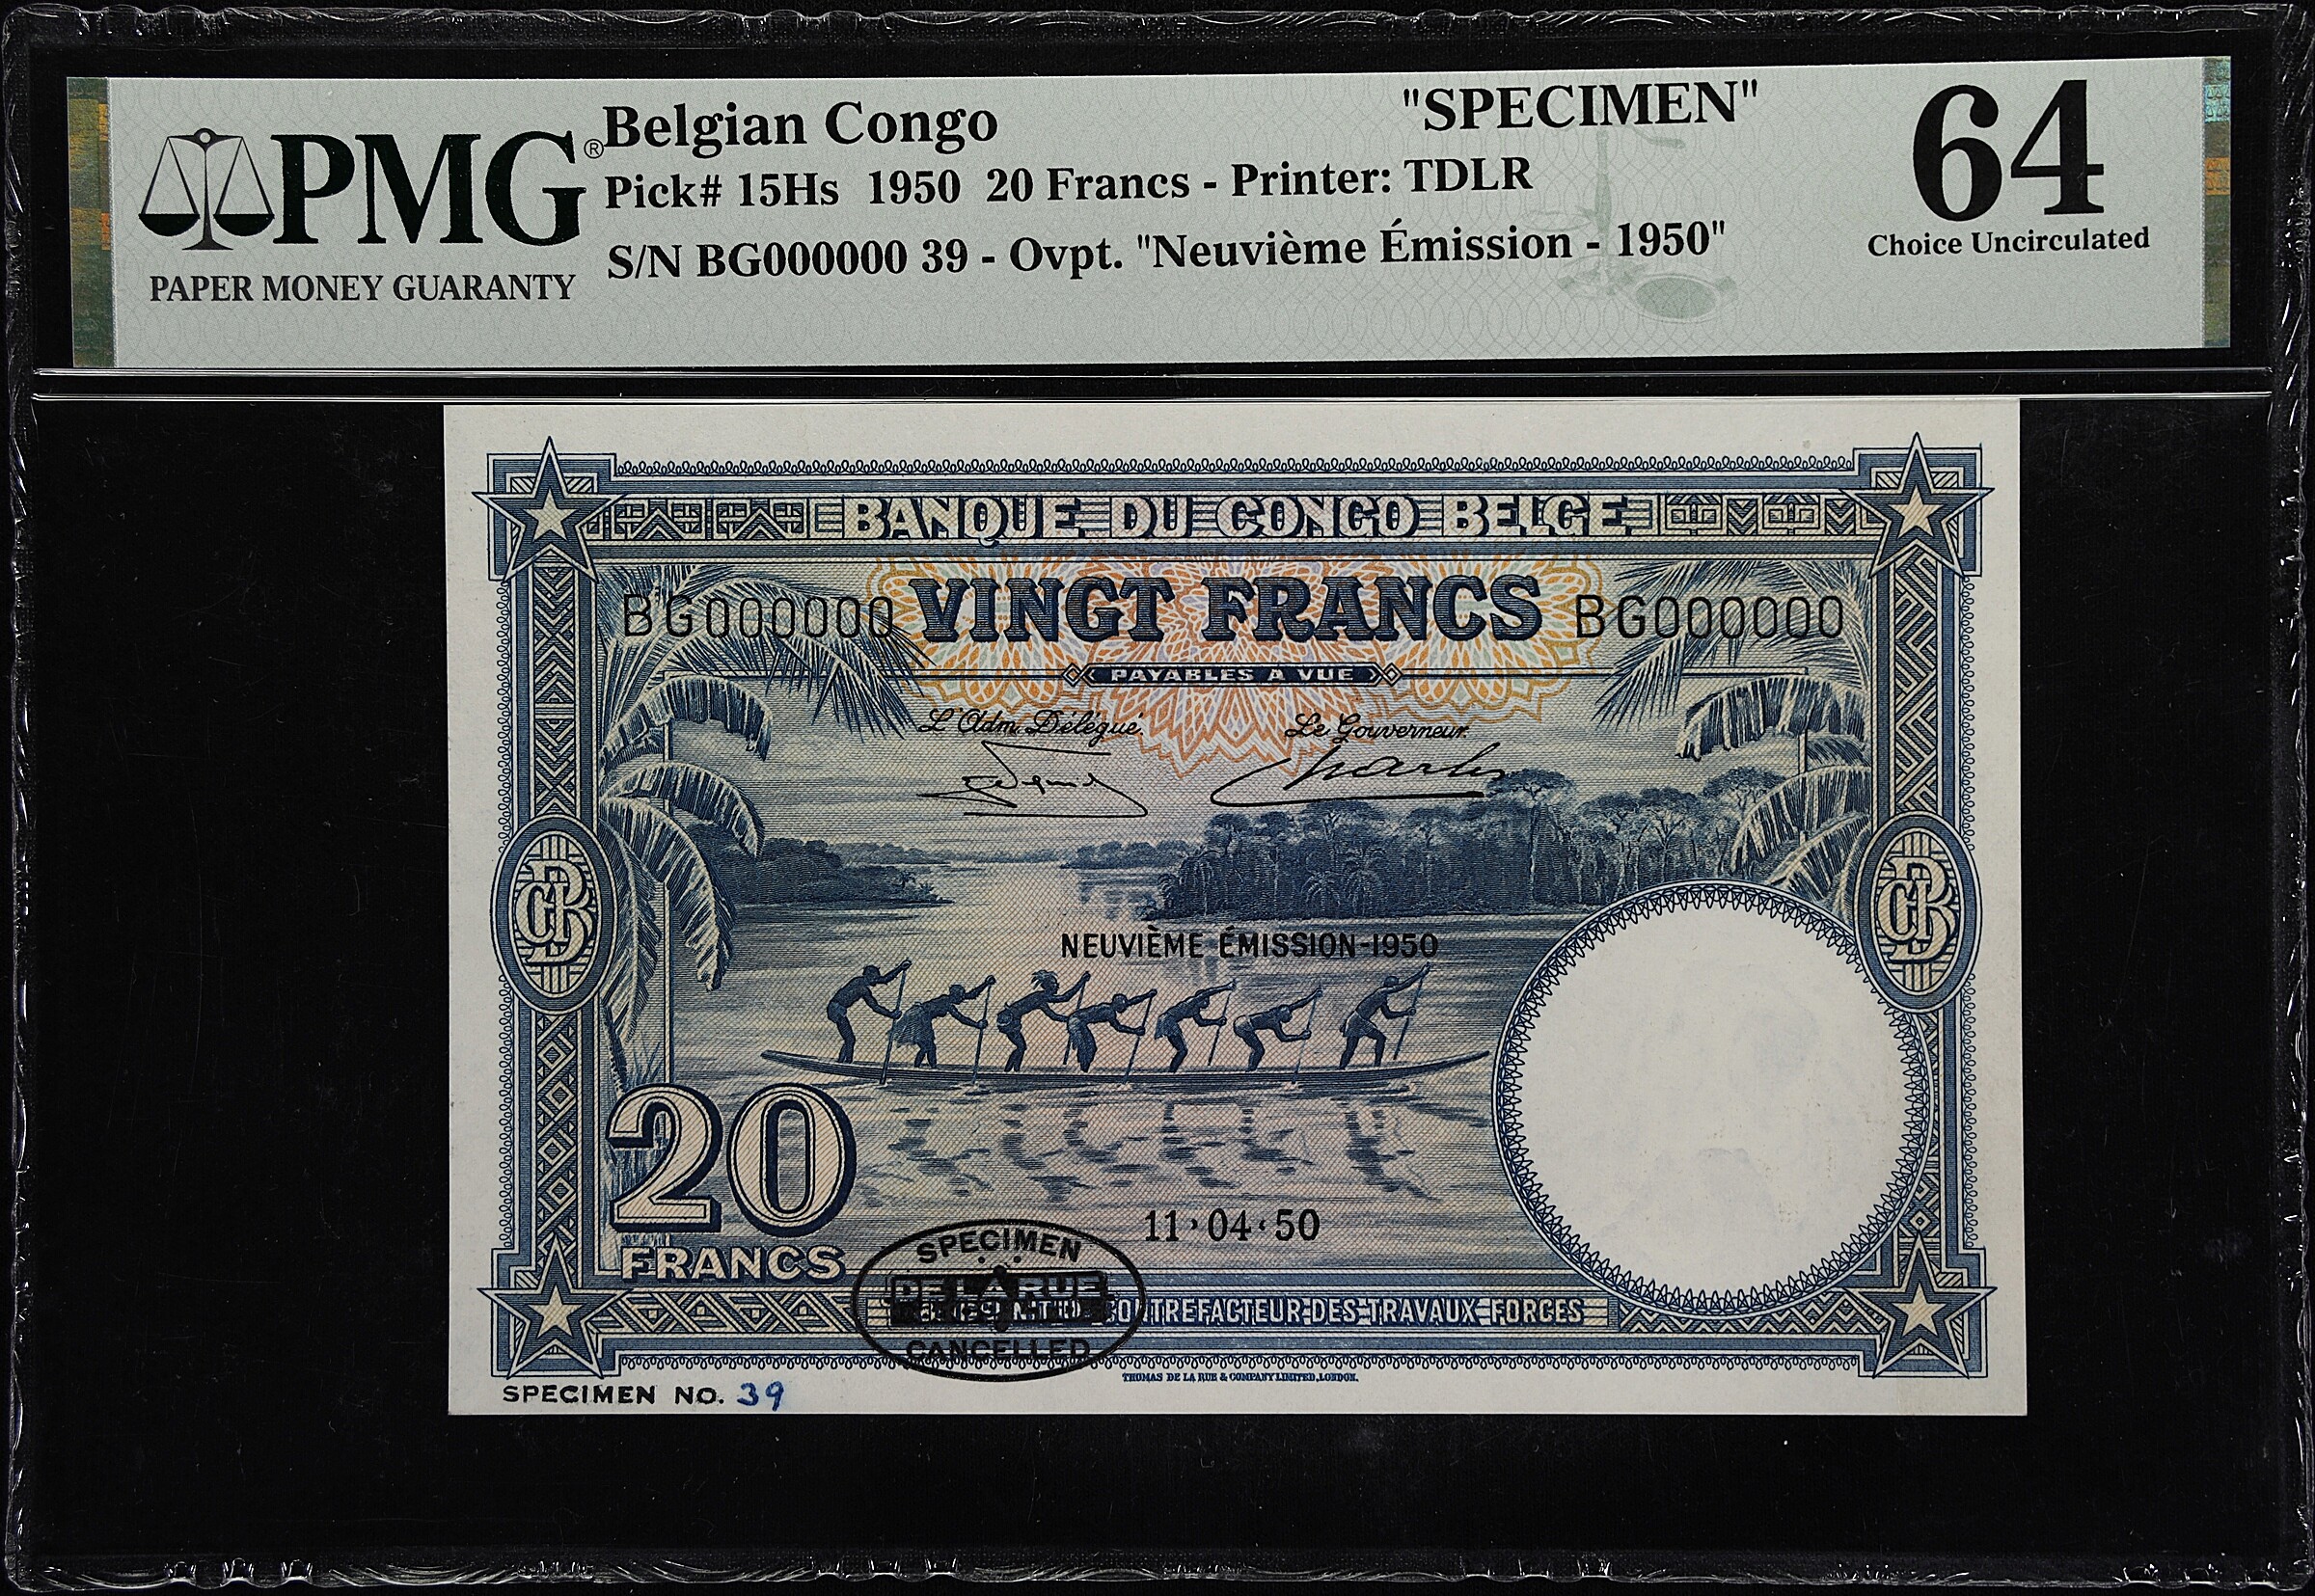 PMG®
PAPER MONEY GUARANTY
Belgian Congo
"SPECIMEN"
Pick# 15Hs 1950 20 Francs - Printer: TDLR
S/N BG000000 39 - Ovpt. "Neuvième Émission - 1950"
64
Choice Uncirculated
BANQUE DU CONGO BELGE
BG000000 VINGT FRANCS BG000000
PAYABLES A VUE
L'Adm. Délégué. Le Gouverneur.
NEUVIÈME ÉMISSION-1950
20
FRANCS
11·04·50
SPECIMEN
DE LA RUE
CANCELLED
CONTREFACTEUR DES TRAVAUX FORCES
THOMAS DE LA RUE & COMPANY LIMITED, LONDON.
SPECIMEN NO. 39